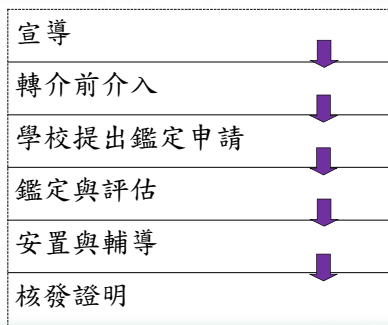 宣導
轉介前介入
學校提出鑑定申請
鑑定與評估
安置與輔導
核發證明